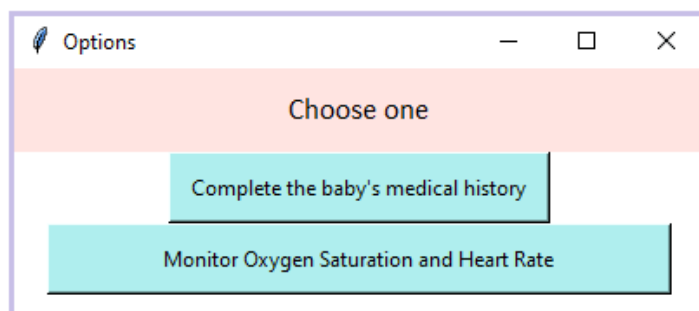 Options
Choose one
Complete the baby's medical history
Monitor Oxygen Saturation and Heart Rate